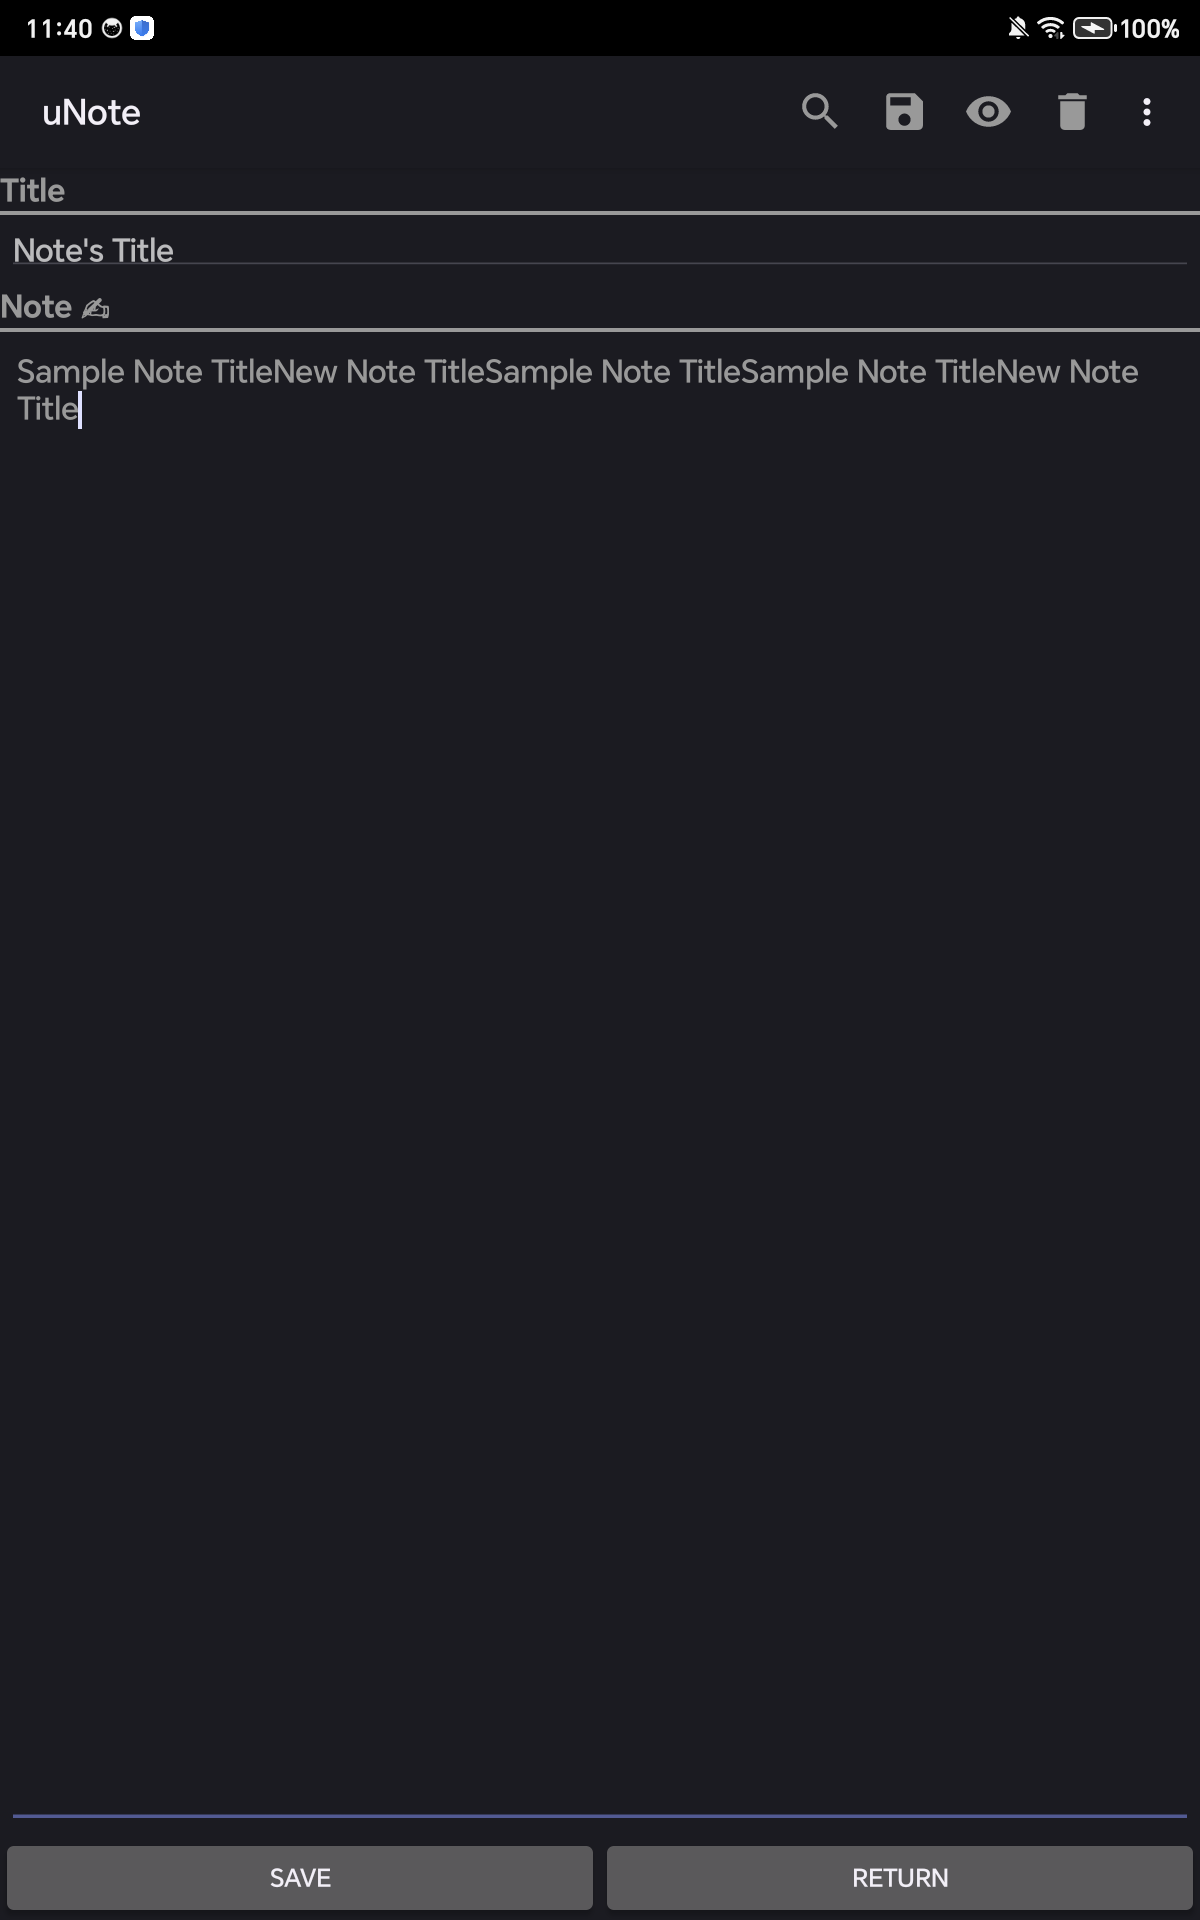 11:40
100%
uNote
Title
Note's Title
Note ✍
Sample Note TitleNew Note TitleSample Note TitleSample Note TitleNew Note
Title
SAVE
RETURN